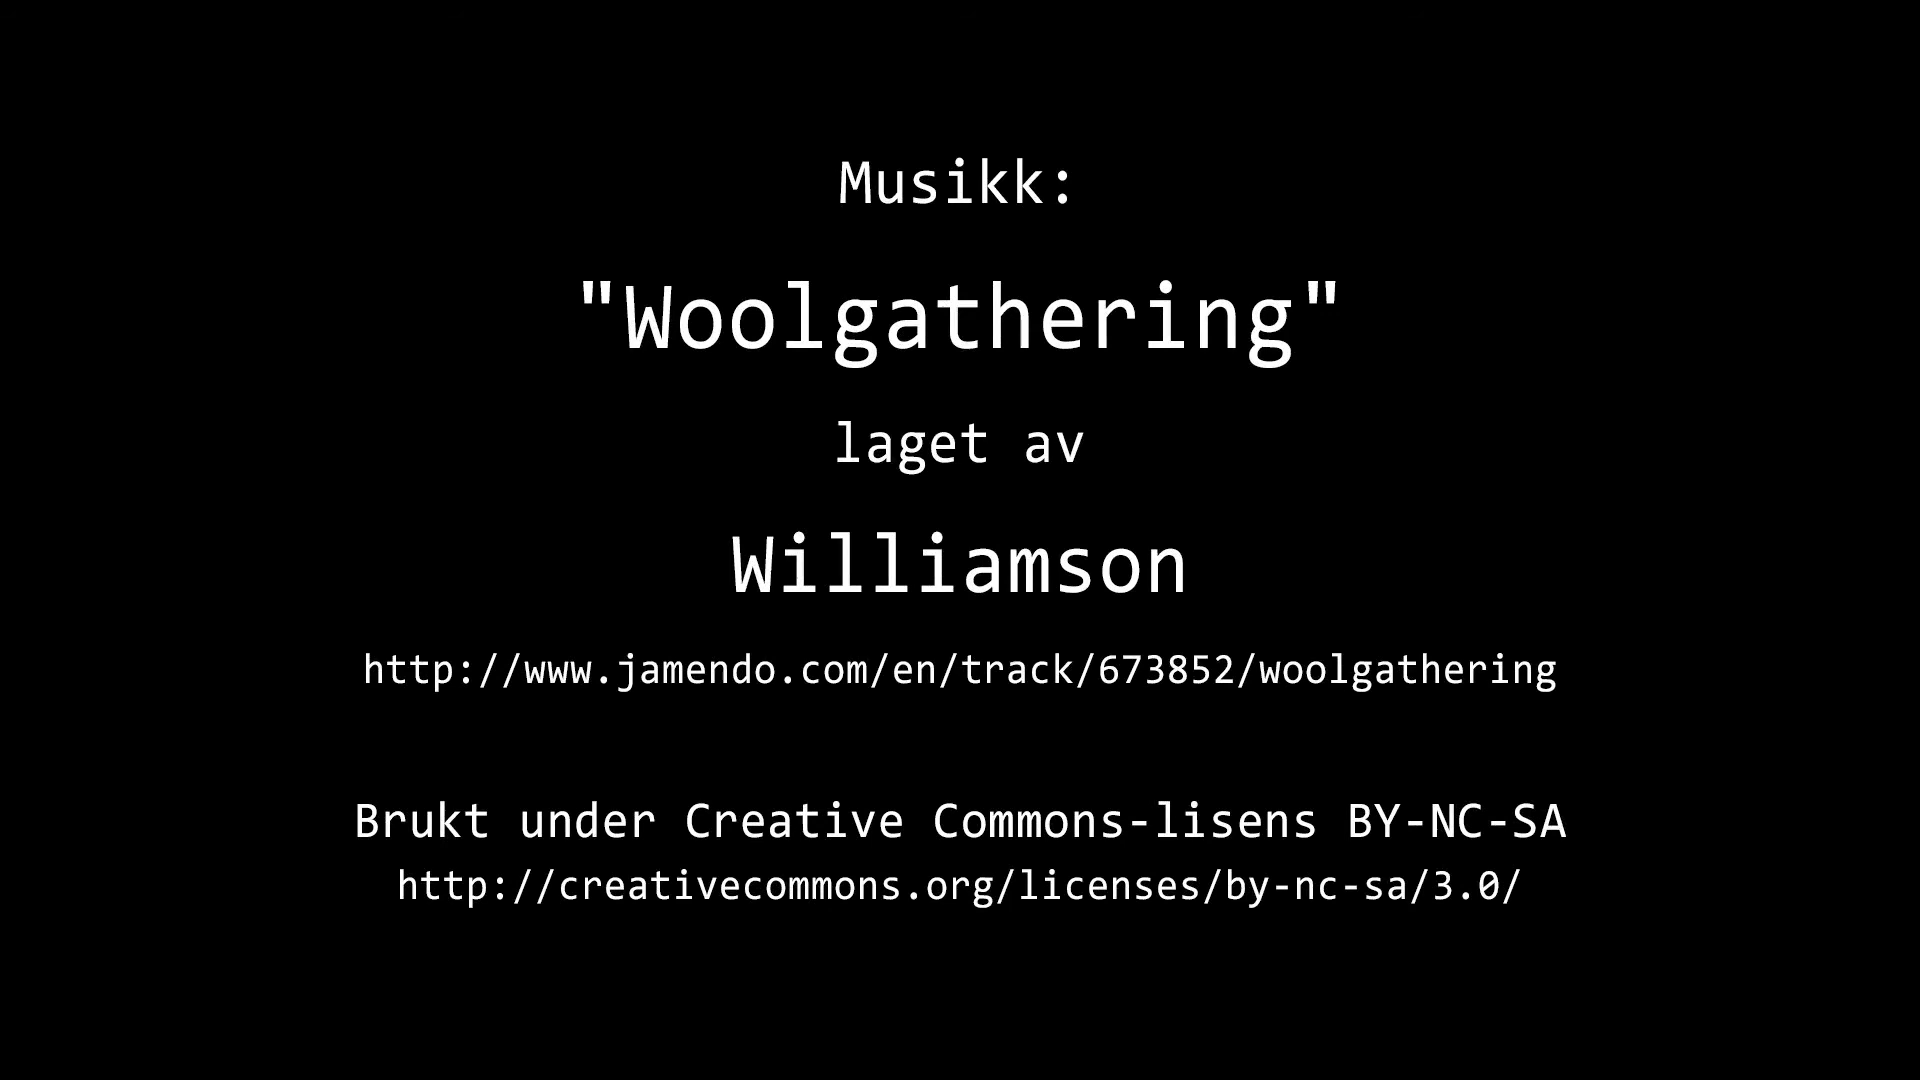 Musikk:
"Woolgathering"
laget av
Williamson
http://www.jamendo.com/en/track/673852/woolgathering
Brukt under Creative Commons-lisens BY-NC-SA
http://creativecommons.org/licenses/by-nc-sa/3.0/